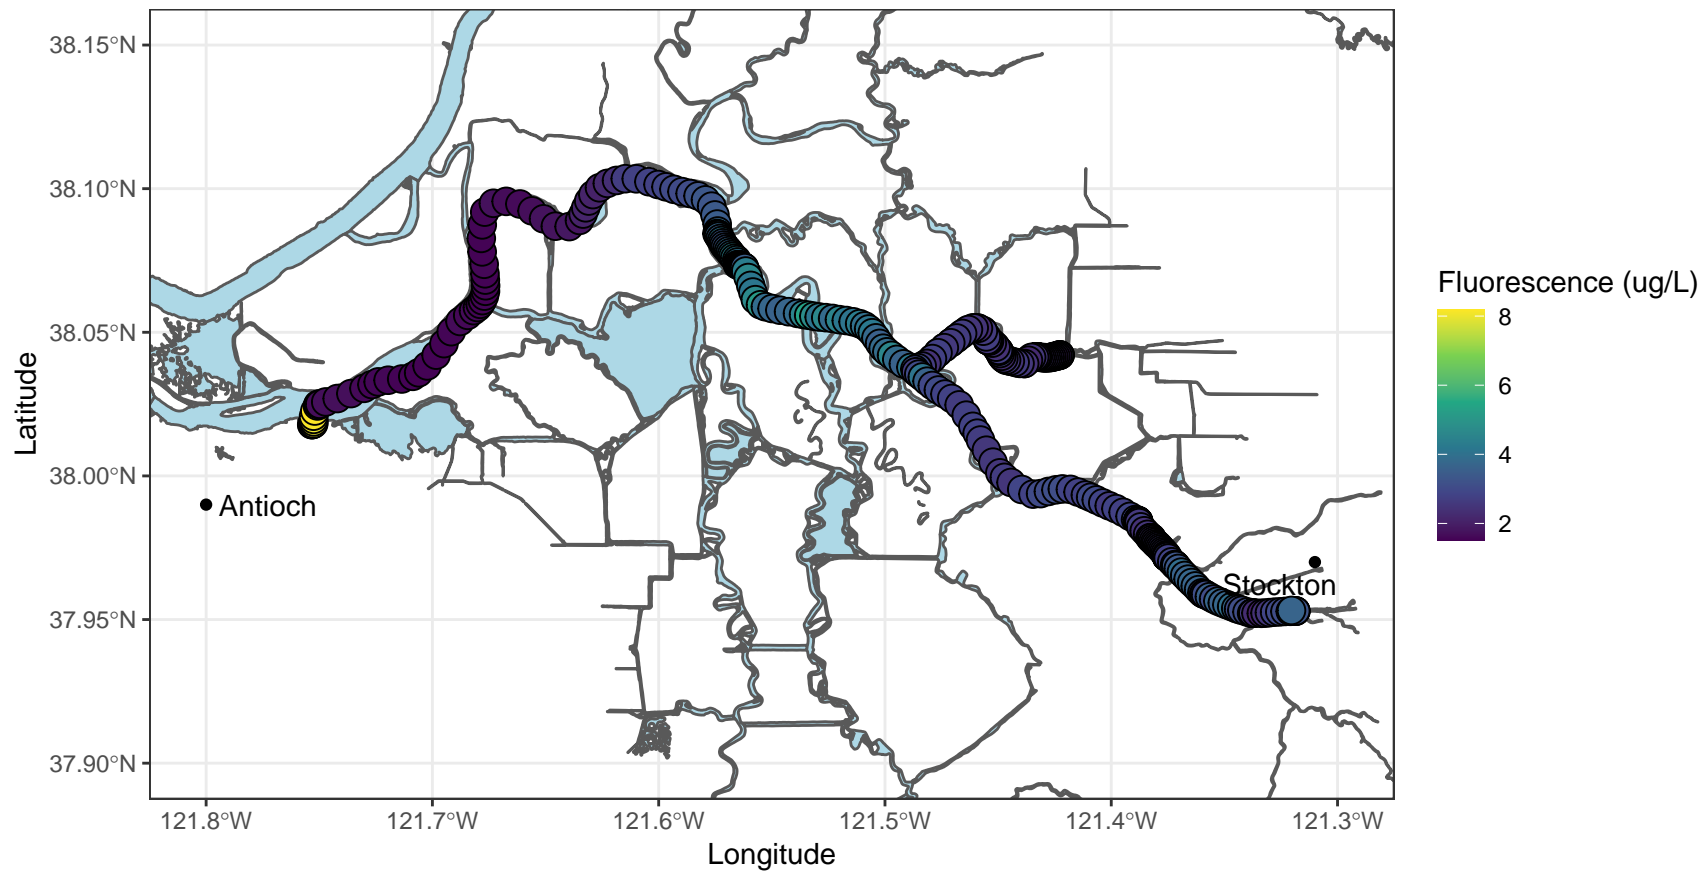 38.15°N
38.10°N
38.05°N
38.00°N
37.95°N
37.90°N
Latitude
Antioch
Stockton
121.8°W
121.7°W
121.6°W
121.5°W
121.4°W
121.3°W
Longitude
Fluorescence (ug/L)
8
6
4
2